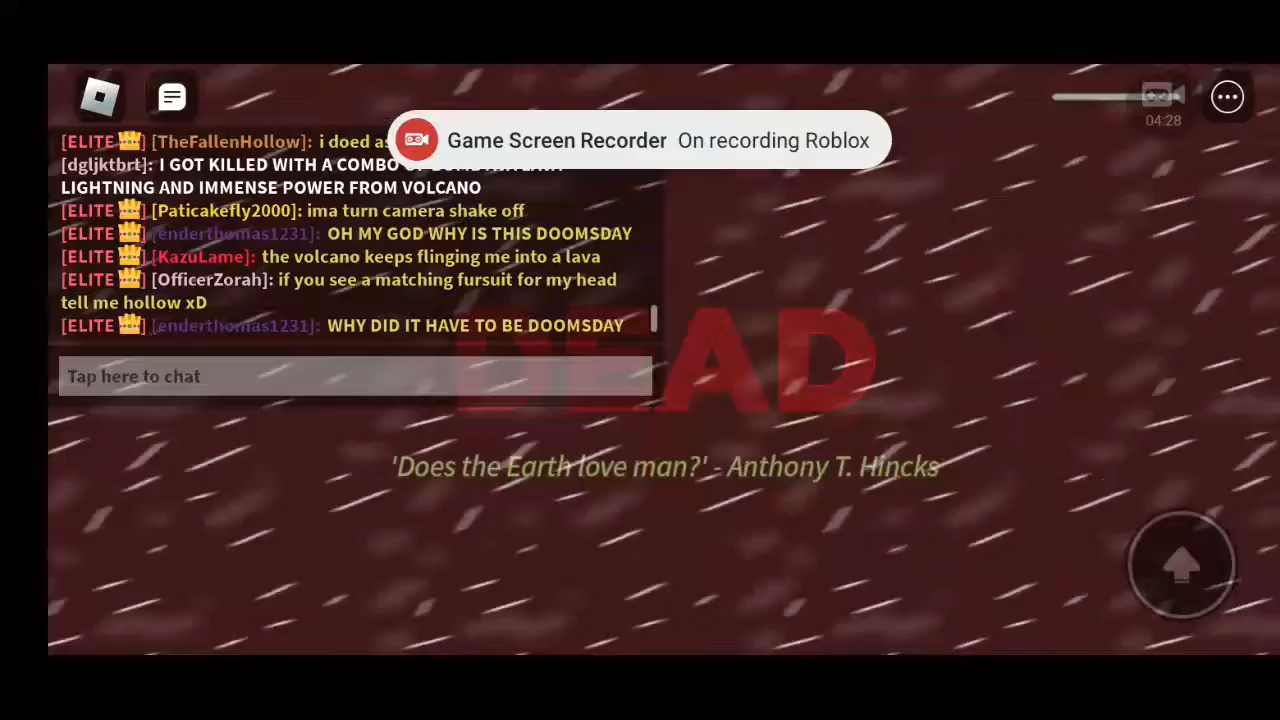 Game Screen Recorder On recording Roblox
04:28
[ELITE] [TheFallenHollow]: i doed as
[dgljktbrt]: I GOT KILLED WITH A COMBO
LIGHTNING AND IMMENSE POWER FROM VOLCANO
[ELITE] [Paticakefly2000]: ima turn camera shake off
[ELITE] [enderthomas1231]: OH MY GOD WHY IS THIS DOOMSDAY
[ELITE] [KazuLame]: the volcano keeps flinging me into a lava
[ELITE] [OfficerZorah]: if you see a matching fursuit for my head
tell me hollow xD
[ELITE] [enderthomas1231]: WHY DID IT HAVE TO BE DOOMSDAY
Tap here to chat
DEAD
'Does the Earth love man?' - Anthony T. Hincks